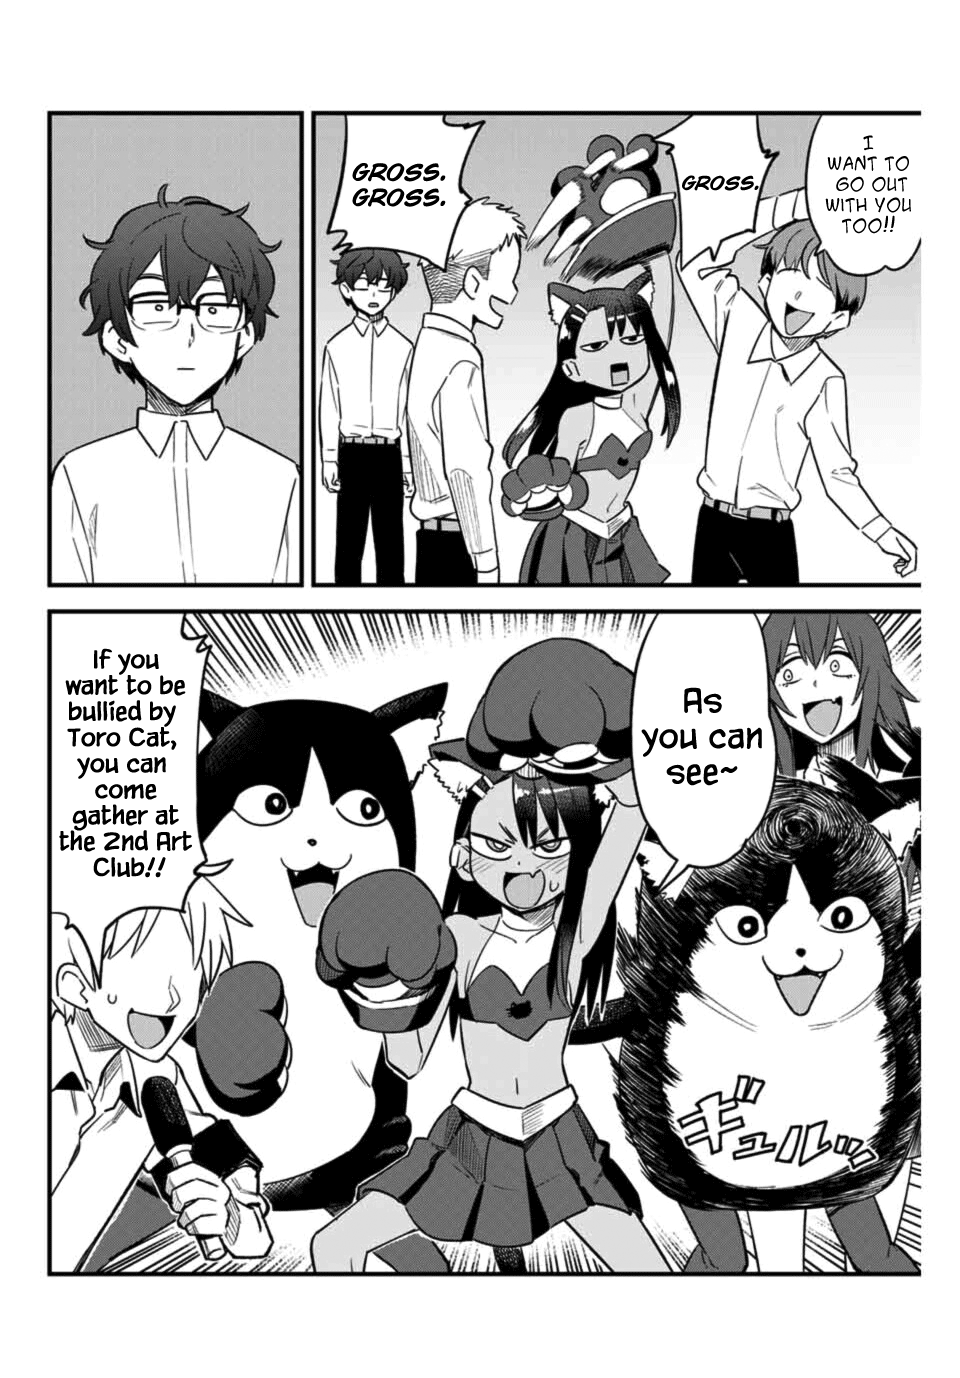 I
WANT TO
GO OUT
WITH YOU
TOO!!
GROSS.
GROSS.
GROSS.
As
you can
see~
If you
want to be
bullied by
Toro Cat,
you can
come
gather at
the 2nd Art
Club!!
ギュルルッ